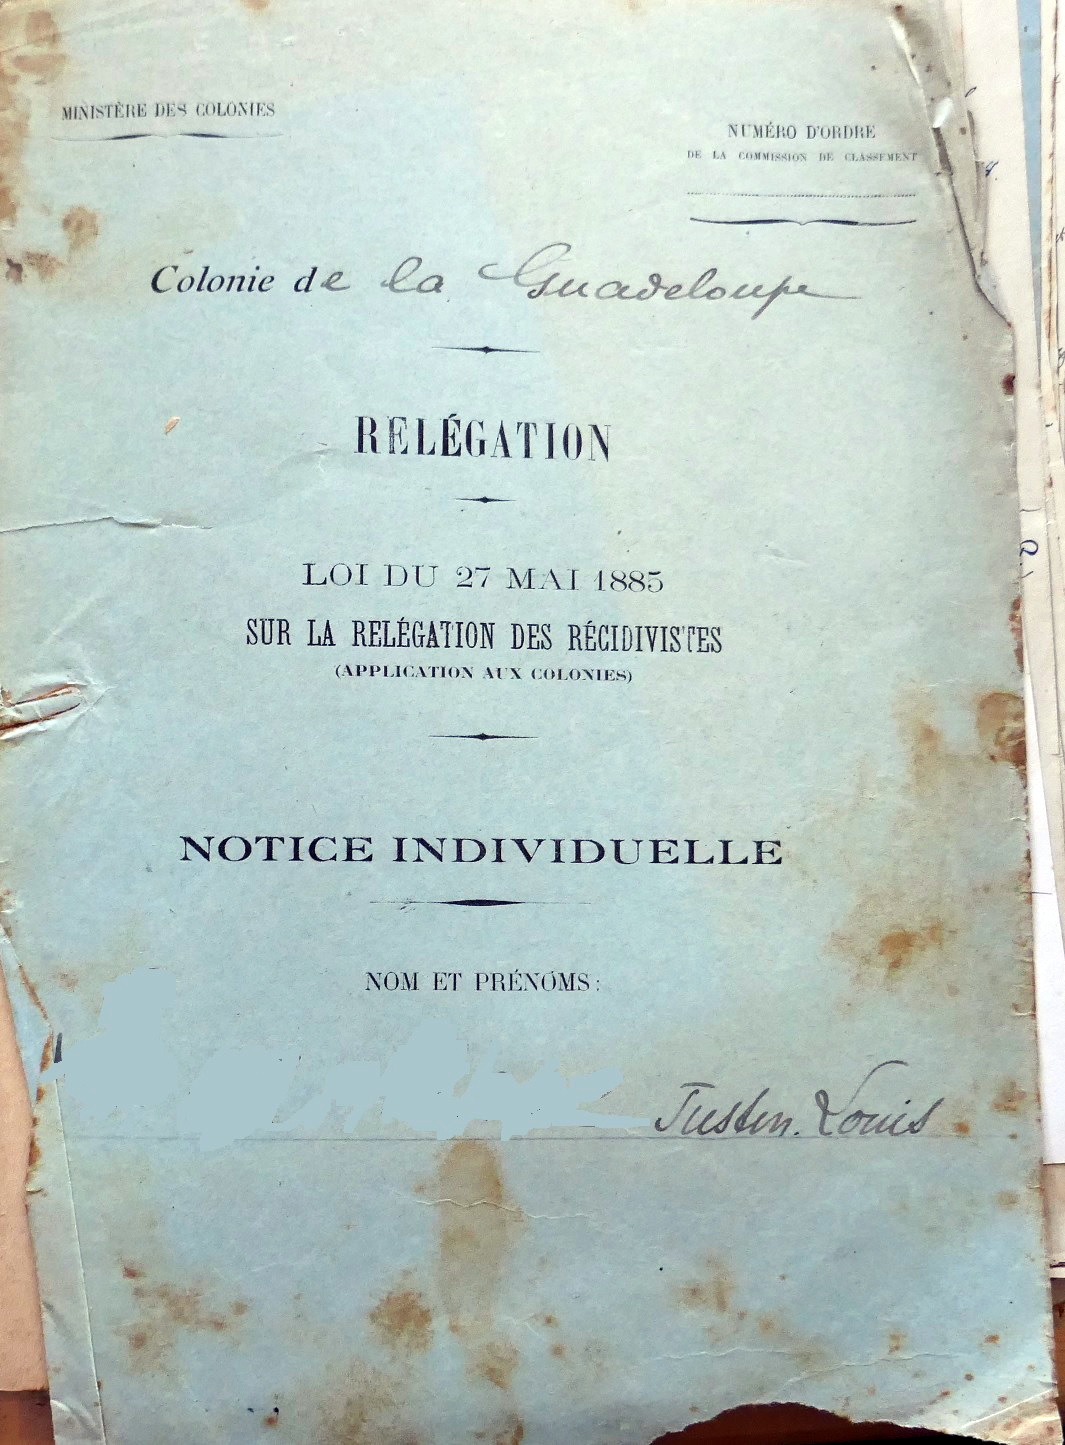 MINISTÈRE DES COLONIES
NUMÉRO D'ORDRE
DE LA COMMISSION DE CLASSEMENT
Colonie de la Guadeloupe
RELÉGATION
LOI DU 27 MAI 1885
SUR LA RELÉGATION DES RÉCIDIVISTES
(APPLICATION AUX COLONIES)
NOTICE INDIVIDUELLE
NOM ET PRÉNOMS:
Justin. Louis